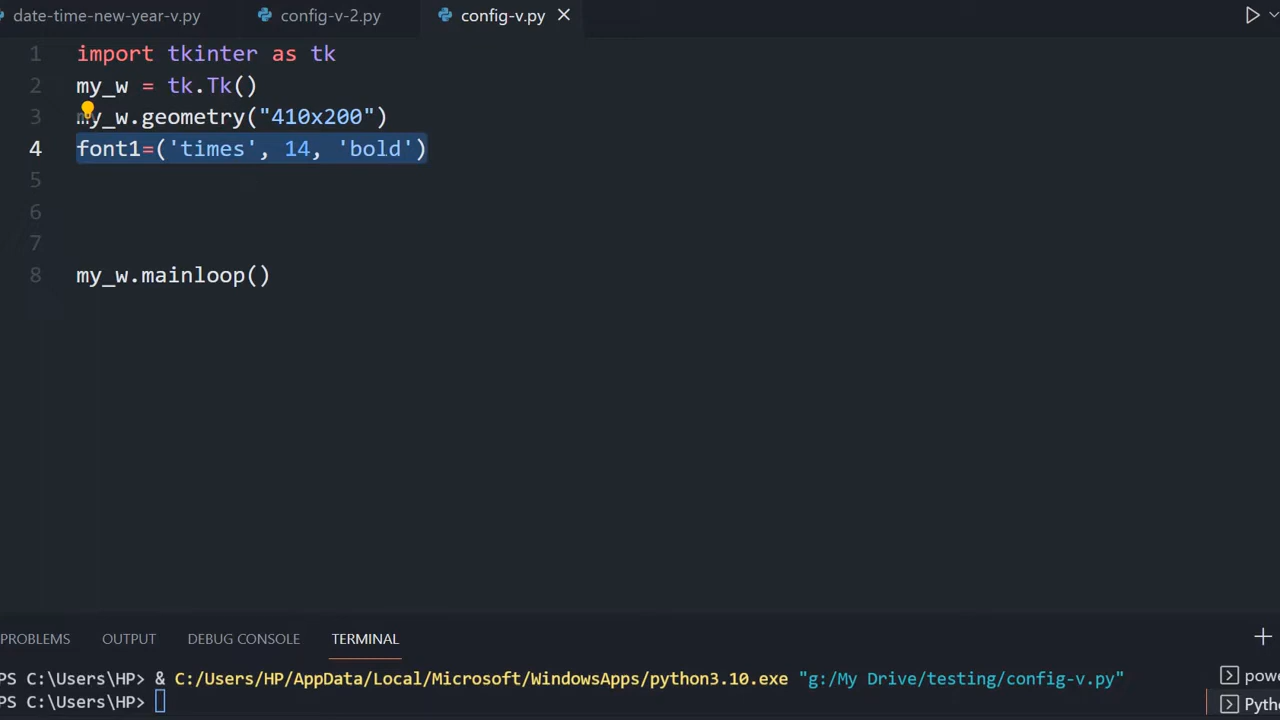 date-time-new-year-v.py config-v-2.py config-v.py
1 import tkinter as tk
2 my_w = tk.Tk()
3 my_w.geometry("410x200")
4 font1=('times', 14, 'bold')
5
6
7
8 my_w.mainloop()
PROBLEMS OUTPUT DEBUG CONSOLE TERMINAL
PS C:\Users\HP> & C:/Users/HP/AppData/Local/Microsoft/WindowsApps/python3.10.exe "g:/My Drive/testing/config-v.py" powe
PS C:\Users\HP> Pytho